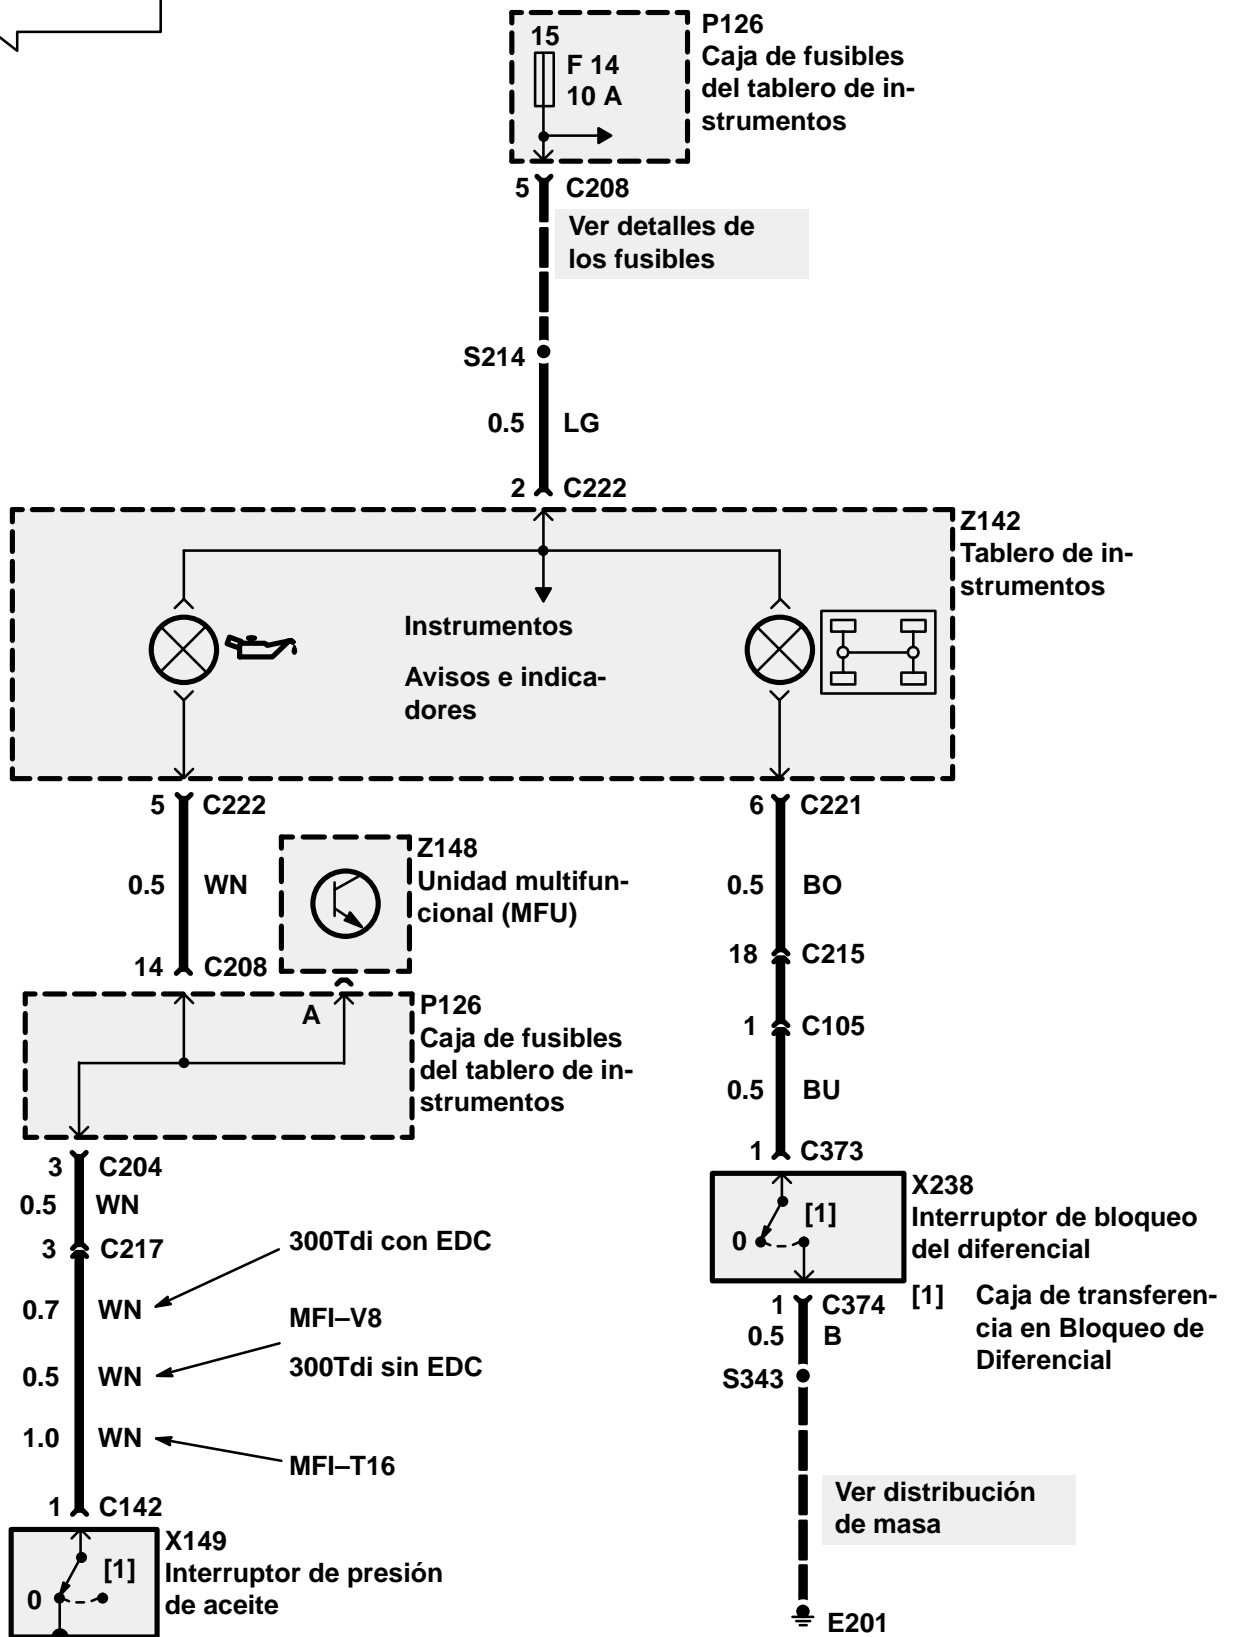 15
F 14
10 A
P126
Caja de fusibles
del tablero de in-
strumentos
5 C208
Ver detalles de
los fusibles
S214
0.5 LG
2 C222
Z142
Tablero de in-
strumentos
Instrumentos
Avisos e indica-
dores
5 C222
6 C221
0.5 WN
Z148
Unidad multifun-
cional (MFU)
0.5 BO
14 C208
18 C215
A
P126
Caja de fusibles
del tablero de in-
strumentos
1 C105
0.5 BU
1 C373
3 C204
0.5 WN
3 C217
300Tdi con EDC
0.7 WN
MFI–V8
300Tdi sin EDC
0.5 WN
1.0 WN
MFI–T16
1 C142
X149
Interruptor de presión
de aceite
[1]
0
X238
Interruptor de bloqueo
del diferencial
[1]
0
[1] Caja de transferen-
cia en Bloqueo de
Diferencial
1 C374
0.5 B
S343
Ver distribución
de masa
E201